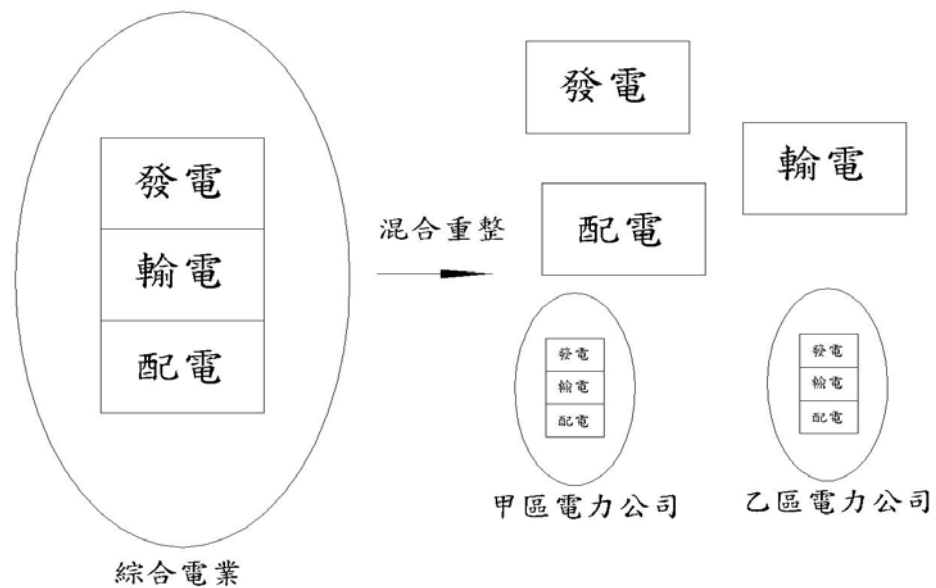 發電
輸電
配電
綜合電業
混合重整
發電
輸電
配電
發電
輸電
配電
甲區電力公司
發電
輸電
配電
乙區電力公司